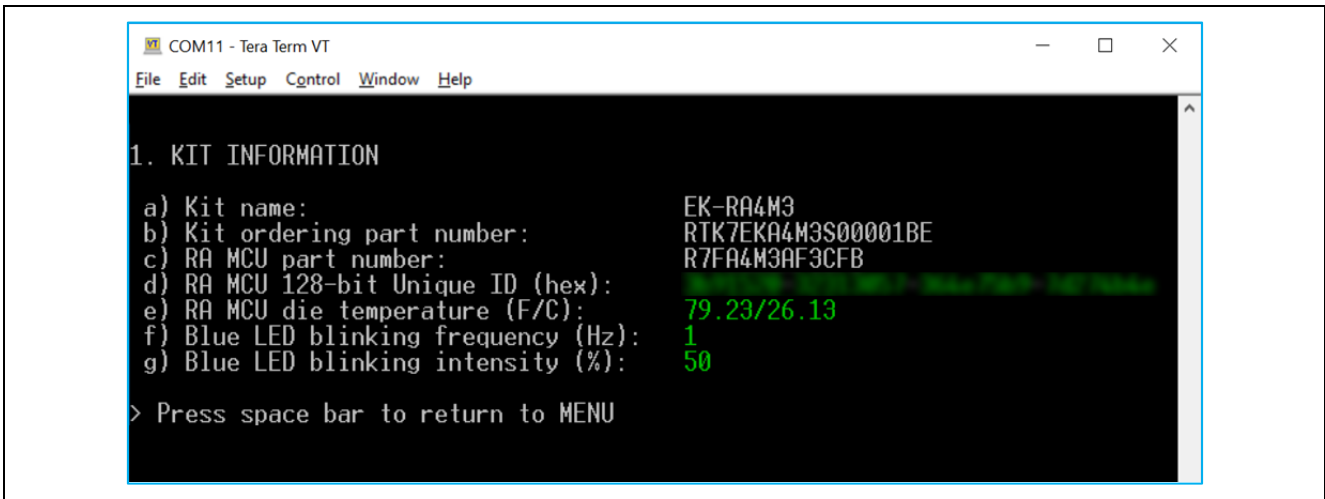 COM11 - Tera Term VT
File Edit Setup Control Window Help
1. KIT INFORMATION
a) Kit name: EK-RA4M3
b) Kit ordering part number: RTK7EKA4M3S00001BE
c) RA MCU part number: R7FA4M3AF3CFB
d) RA MCU 128-bit Unique ID (hex):
e) RA MCU die temperature (F/C): 79.23/26.13
f) Blue LED blinking frequency (Hz): 1
g) Blue LED blinking intensity (%): 50
> Press space bar to return to MENU